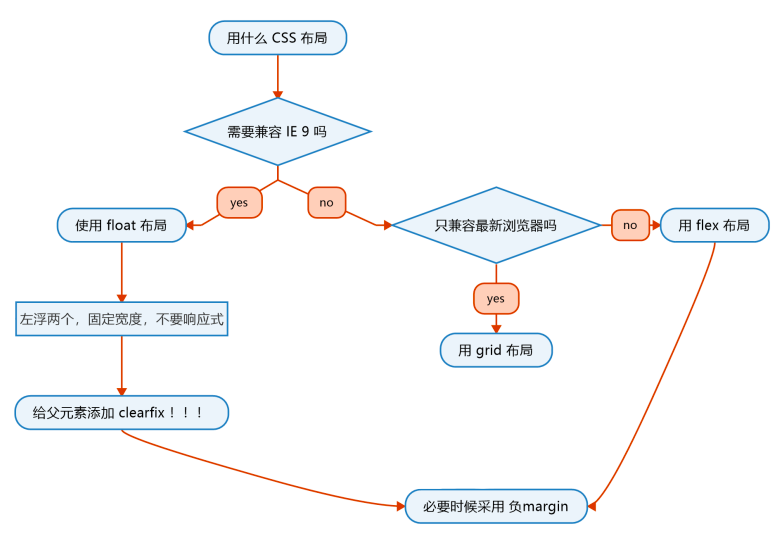 用什么 CSS 布局
需要兼容 IE 9 吗
yes
no
使用 float 布局
只兼容最新浏览器吗
no
用 flex 布局
yes
左浮两个，固定宽度，不要响应式
用 grid 布局
给父元素添加 clearfix！！！
必要时候采用 负margin